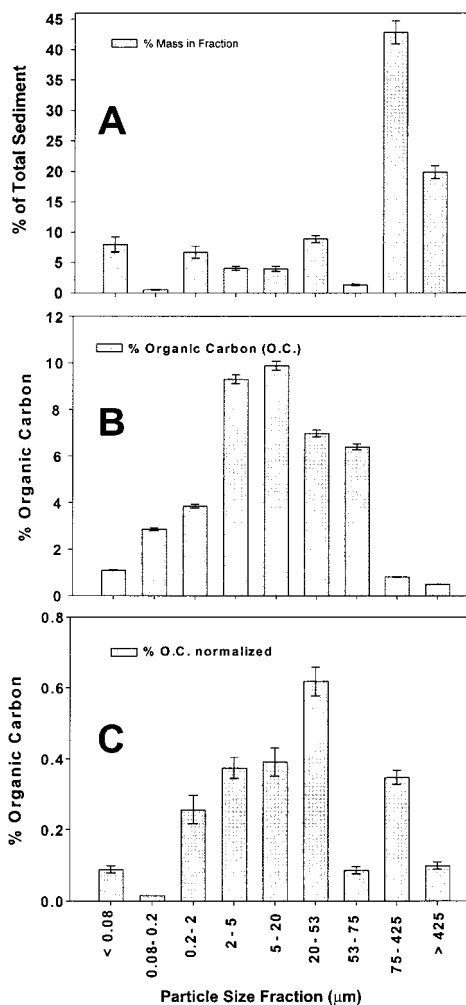 45
40
35
30
25
20
15
10
5
0
% of Total Sediment
% Mass in Fraction
A
12
10
8
6
4
2
0
% Organic Carbon
% Organic Carbon (O.C.)
B
0.8
0.6
0.4
0.2
0.0
% Organic Carbon
% O.C. normalized
C
< 0.08
0.08- 0.2
0.2- 2
2 - 5
5 - 20
20 - 53
53- 75
75 - 425
> 425
Particle Size Fraction (μm)